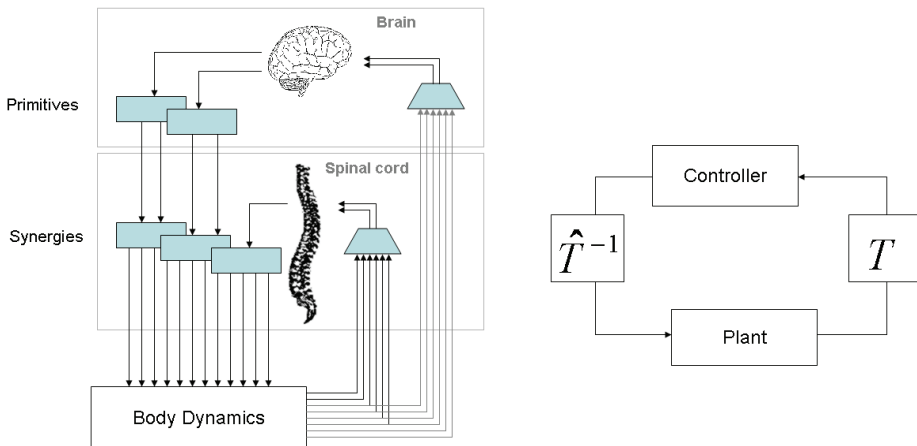 Brain
Primitives
Spinal cord
Synergies
Body Dynamics
Controller
T̂ ⁻¹
T
Plant